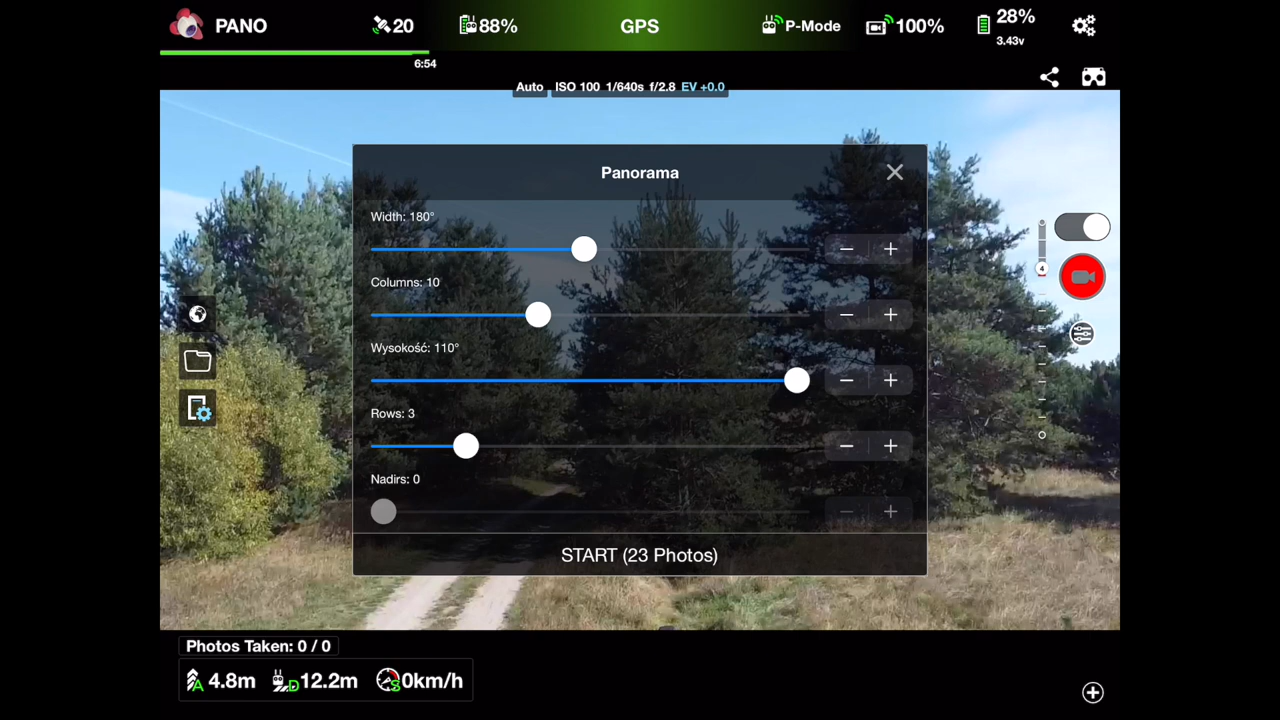 PANO
20
88%
GPS
P-Mode
100%
28%
3.43v
6:54
Auto
ISO 100 1/640s f/2.8 EV +0.0
Panorama
Width: 180°
Columns: 10
Wysokość: 110°
Rows: 3
Nadirs: 0
START (23 Photos)
4
Photos Taken: 0 / 0
A 4.8m D 12.2m S 0km/h